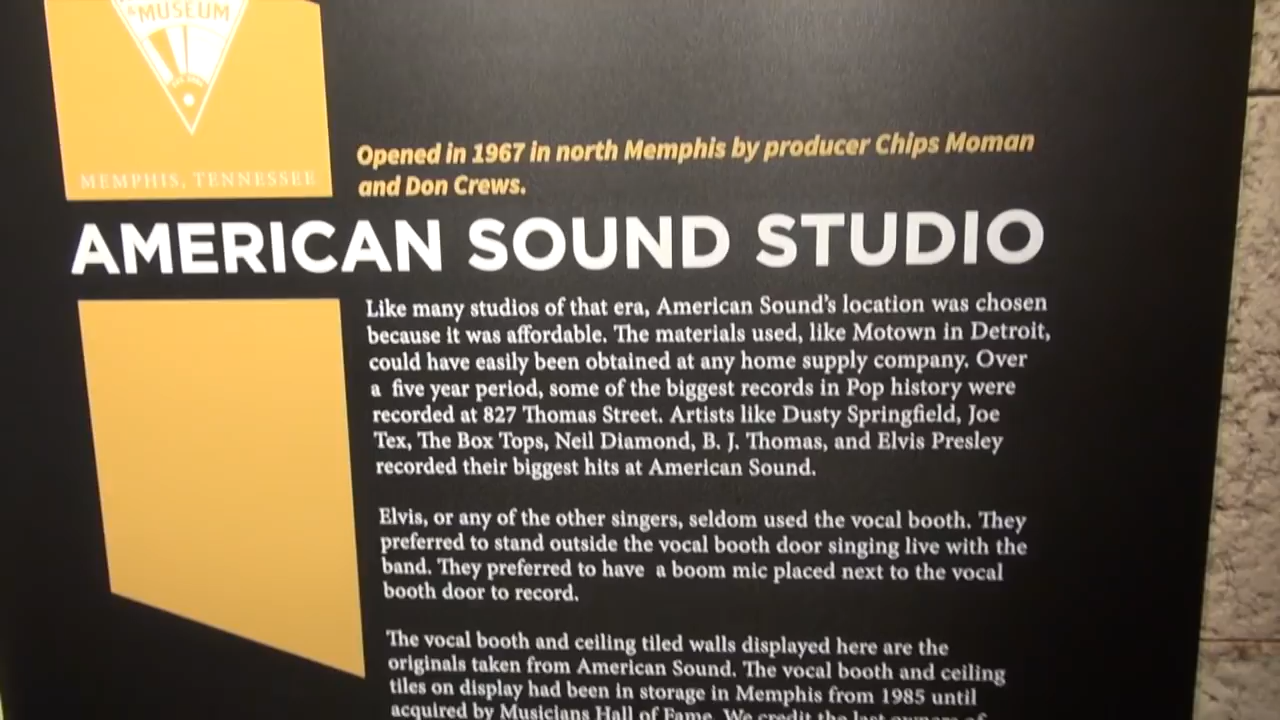 & MUSEUM
MEMPHIS, TENNESSEE
Opened in 1967 in north Memphis by producer Chips Moman
and Don Crews.
AMERICAN SOUND STUDIO
Like many studios of that era, American Sound's location was chosen
because it was affordable. The materials used, like Motown in Detroit,
could have easily been obtained at any home supply company. Over
a five year period, some of the biggest records in Pop history were
recorded at 827 Thomas Street. Artists like Dusty Springfield, Joe
Tex, The Box Tops, Neil Diamond, B. J. Thomas, and Elvis Presley
recorded their biggest hits at American Sound.
Elvis, or any of the other singers, seldom used the vocal booth. They
preferred to stand outside the vocal booth door singing live with the
band. They preferred to have a boom mic placed next to the vocal
booth door to record.
The vocal booth and ceiling tiled walls displayed here are the
originals taken from American Sound. The vocal booth and ceiling
tiles on display had been in storage in Memphis from 1985 until
acquired by Musicians Hall of Fame. We credit the last owners of